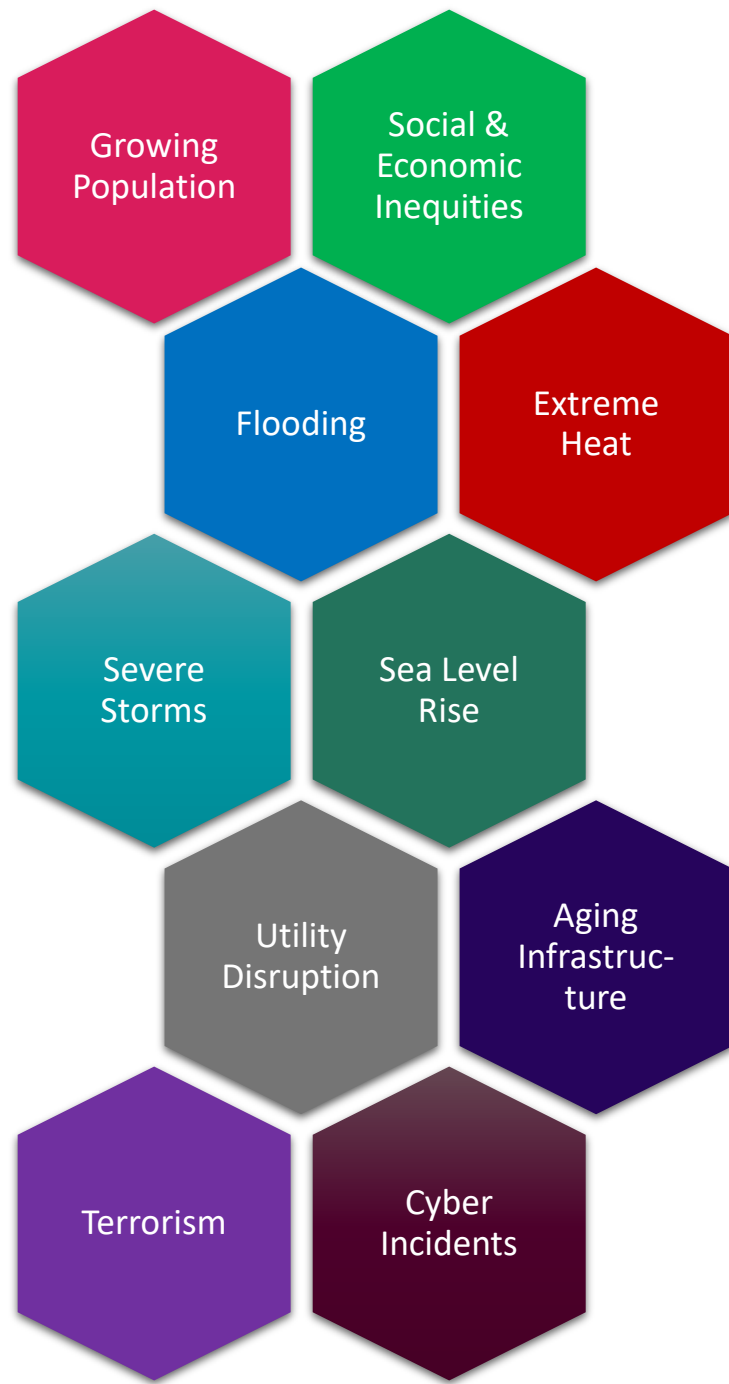 Growing
Population
Social &
Economic
Inequities
Flooding
Extreme
Heat
Severe
Storms
Sea Level
Rise
Utility
Disruption
Aging
Infrastruc-
ture
Terrorism
Cyber
Incidents